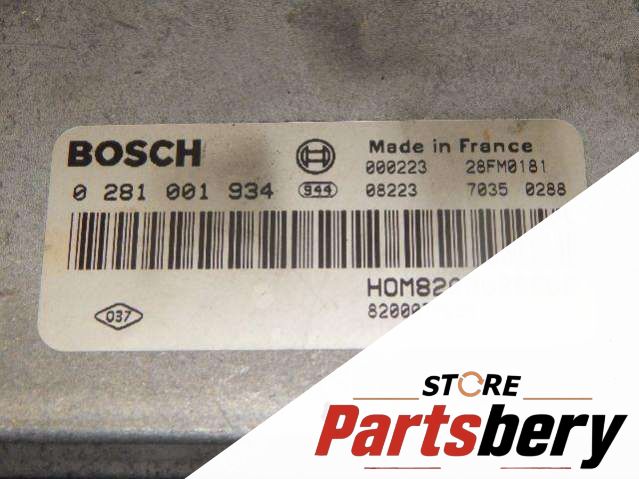 BOSCH
Made in France
000223 28FM0181
0 281 001 934 944 08223 7035 0288
037
STORE
Partsbery